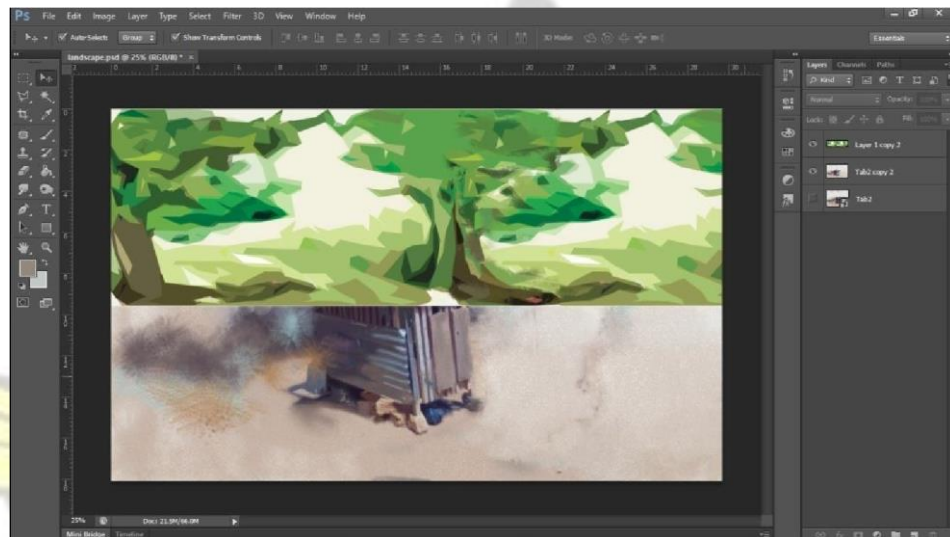 Ps File Edit Image Layer Type Select Filter 3D View Window Help
Auto-Select: Group Show Transform Controls 3D Mode: Essentials
landscape.psd @ 25% (RGB/8) * ×
Layers Channels Paths
Kind
Normal Opacity: 100%
Lock: Fill: 100%
Layer 1 copy 2
Tab2 copy 2
Tab2
25% Doc: 21.9M/66.0M
Mini Bridge Timeline